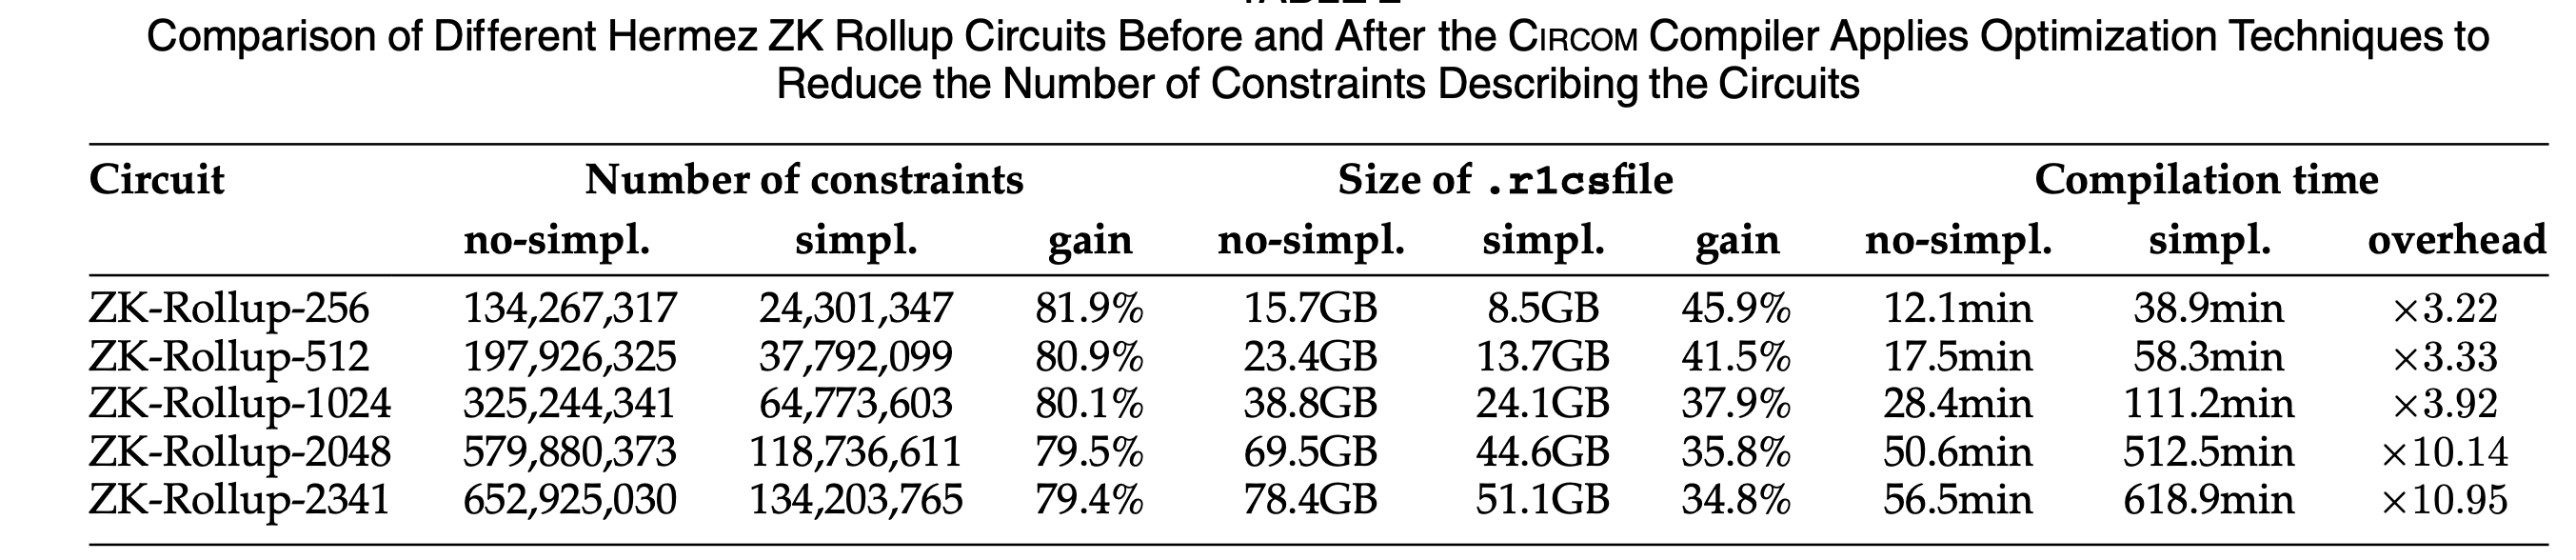 Comparison of Different Hermez ZK Rollup Circuits Before and After the CIRCOM Compiler Applies Optimization Techniques to
Reduce the Number of Constraints Describing the Circuits
Circuit Number of constraints Size of .r1csfile Compilation time
no-simpl. simpl. gain no-simpl. simpl. gain no-simpl. simpl. overhead
ZK-Rollup-256 134,267,317 24,301,347 81.9% 15.7GB 8.5GB 45.9% 12.1min 38.9min ×3.22
ZK-Rollup-512 197,926,325 37,792,099 80.9% 23.4GB 13.7GB 41.5% 17.5min 58.3min ×3.33
ZK-Rollup-1024 325,244,341 64,773,603 80.1% 38.8GB 24.1GB 37.9% 28.4min 111.2min ×3.92
ZK-Rollup-2048 579,880,373 118,736,611 79.5% 69.5GB 44.6GB 35.8% 50.6min 512.5min ×10.14
ZK-Rollup-2341 652,925,030 134,203,765 79.4% 78.4GB 51.1GB 34.8% 56.5min 618.9min ×10.95